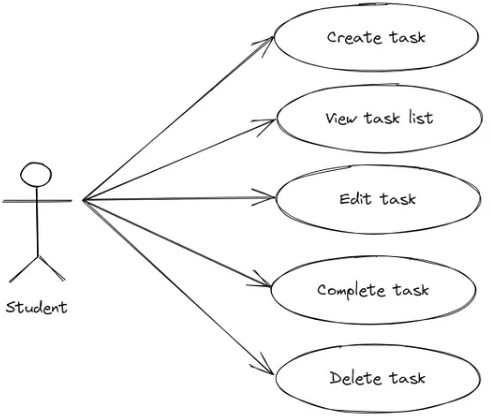 Create task
View task list
Edit task
Complete task
Student
Delete task